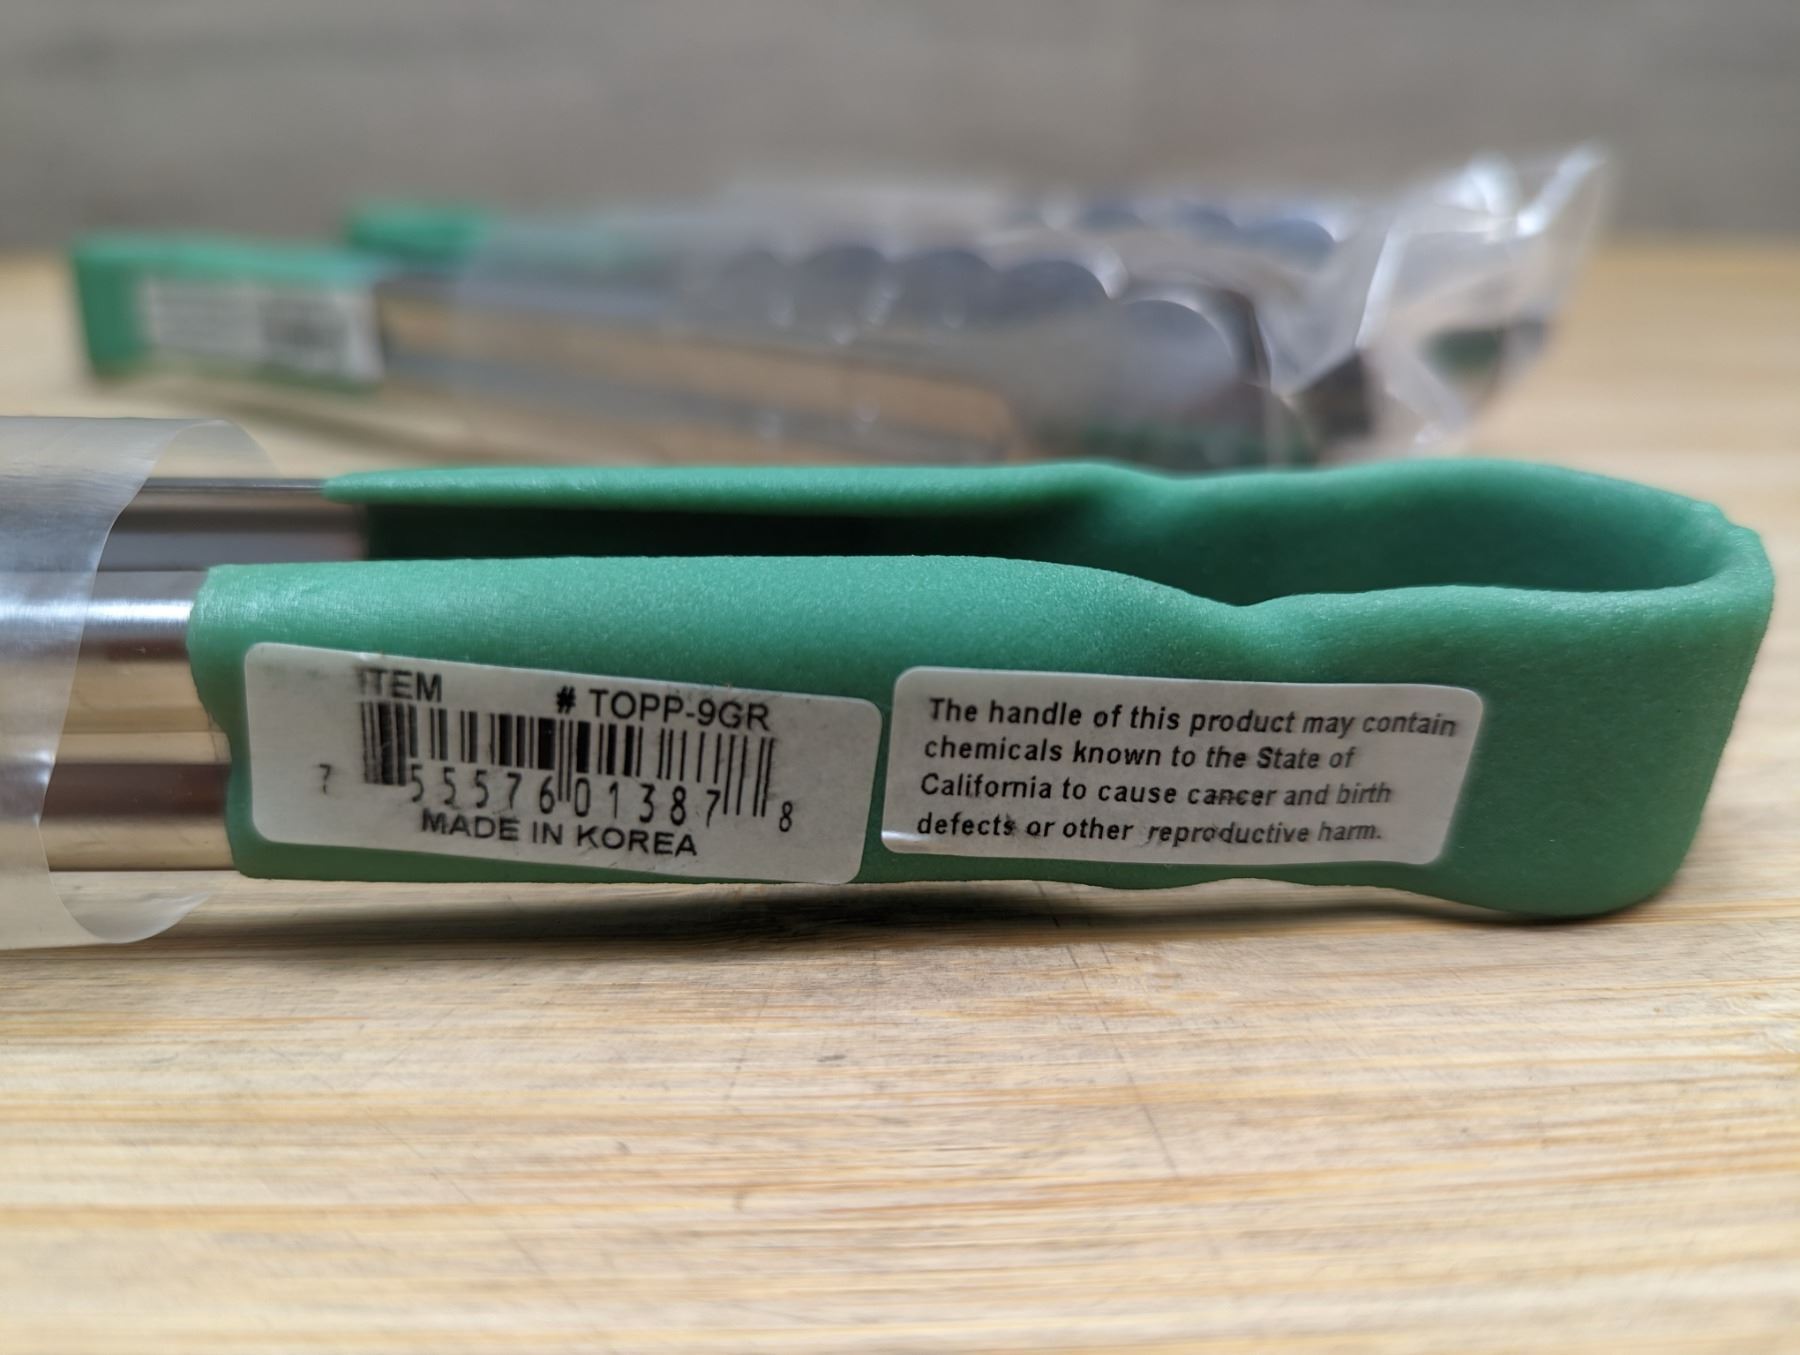 ITEM
# TOPP-9GR
7 55576 01387 8
MADE IN KOREA
The handle of this product may contain
chemicals known to the State of
California to cause cancer and birth
defects or other reproductive harm.